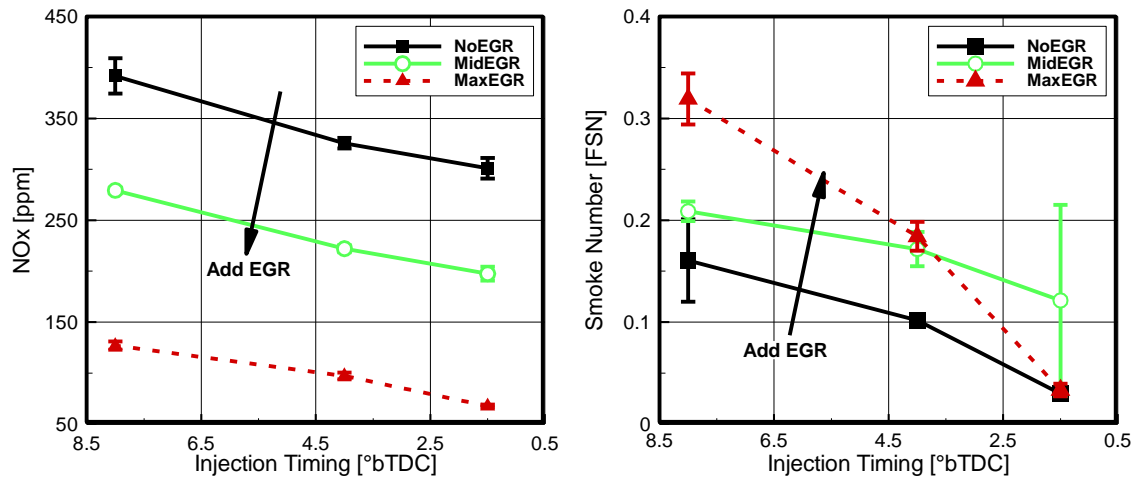 NOx [ppm]
450
350
250
150
50
NoEGR
MidEGR
MaxEGR
Add EGR
8.5 6.5 4.5 2.5 0.5
Injection Timing [°bTDC]
Smoke Number [FSN]
0.4
0.3
0.2
0.1
0
NoEGR
MidEGR
MaxEGR
Add EGR
8.5 6.5 4.5 2.5 0.5
Injection Timing [°bTDC]